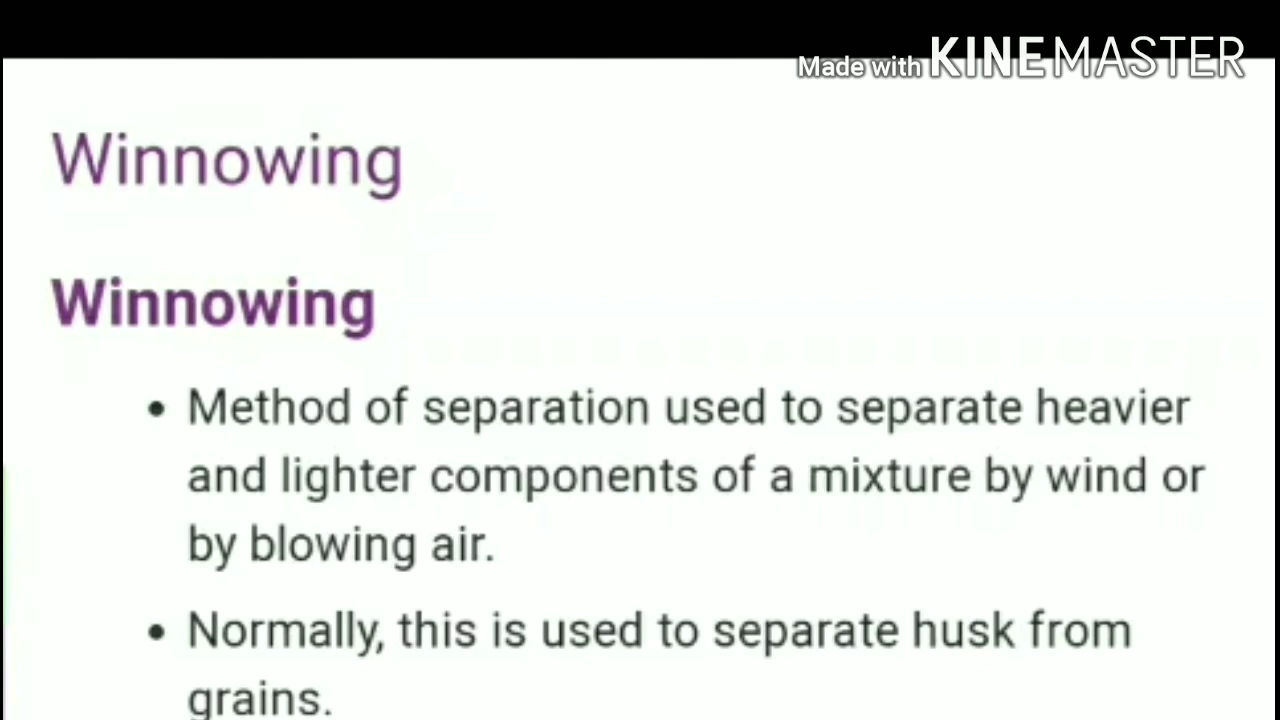 Made with KINEMASTER
Winnowing
Winnowing
• Method of separation used to separate heavier
and lighter components of a mixture by wind or
by blowing air.
• Normally, this is used to separate husk from
grains.